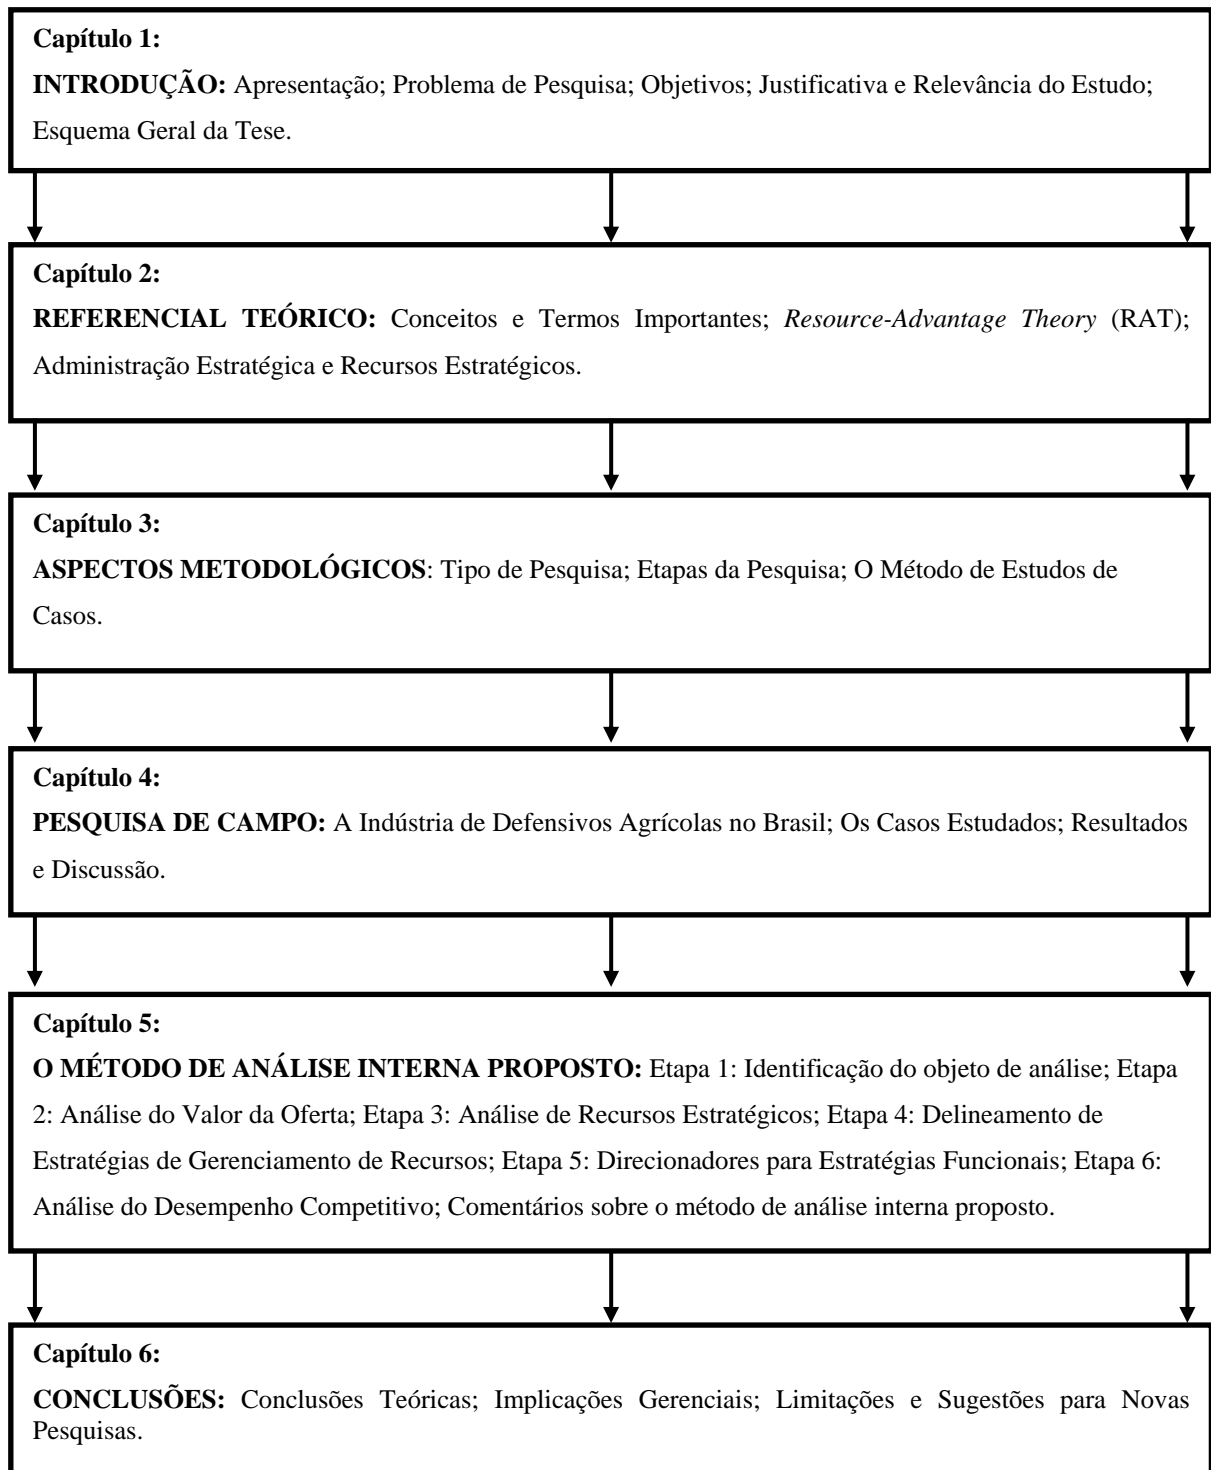 Capítulo 1:
INTRODUÇÃO: Apresentação; Problema de Pesquisa; Objetivos; Justificativa e Relevância do Estudo;
Esquema Geral da Tese.
Capítulo 2:
REFERENCIAL TEÓRICO: Conceitos e Termos Importantes; Resource-Advantage Theory (RAT);
Administração Estratégica e Recursos Estratégicos.
Capítulo 3:
ASPECTOS METODOLÓGICOS: Tipo de Pesquisa; Etapas da Pesquisa; O Método de Estudos de
Casos.
Capítulo 4:
PESQUISA DE CAMPO: A Indústria de Defensivos Agrícolas no Brasil; Os Casos Estudados; Resultados
e Discussão.
Capítulo 5:
O MÉTODO DE ANÁLISE INTERNA PROPOSTO: Etapa 1: Identificação do objeto de análise; Etapa
2: Análise do Valor da Oferta; Etapa 3: Análise de Recursos Estratégicos; Etapa 4: Delineamento de
Estratégias de Gerenciamento de Recursos; Etapa 5: Direcionadores para Estratégias Funcionais; Etapa 6:
Análise do Desempenho Competitivo; Comentários sobre o método de análise interna proposto.
Capítulo 6:
CONCLUSÕES: Conclusões Teóricas; Implicações Gerenciais; Limitações e Sugestões para Novas
Pesquisas.